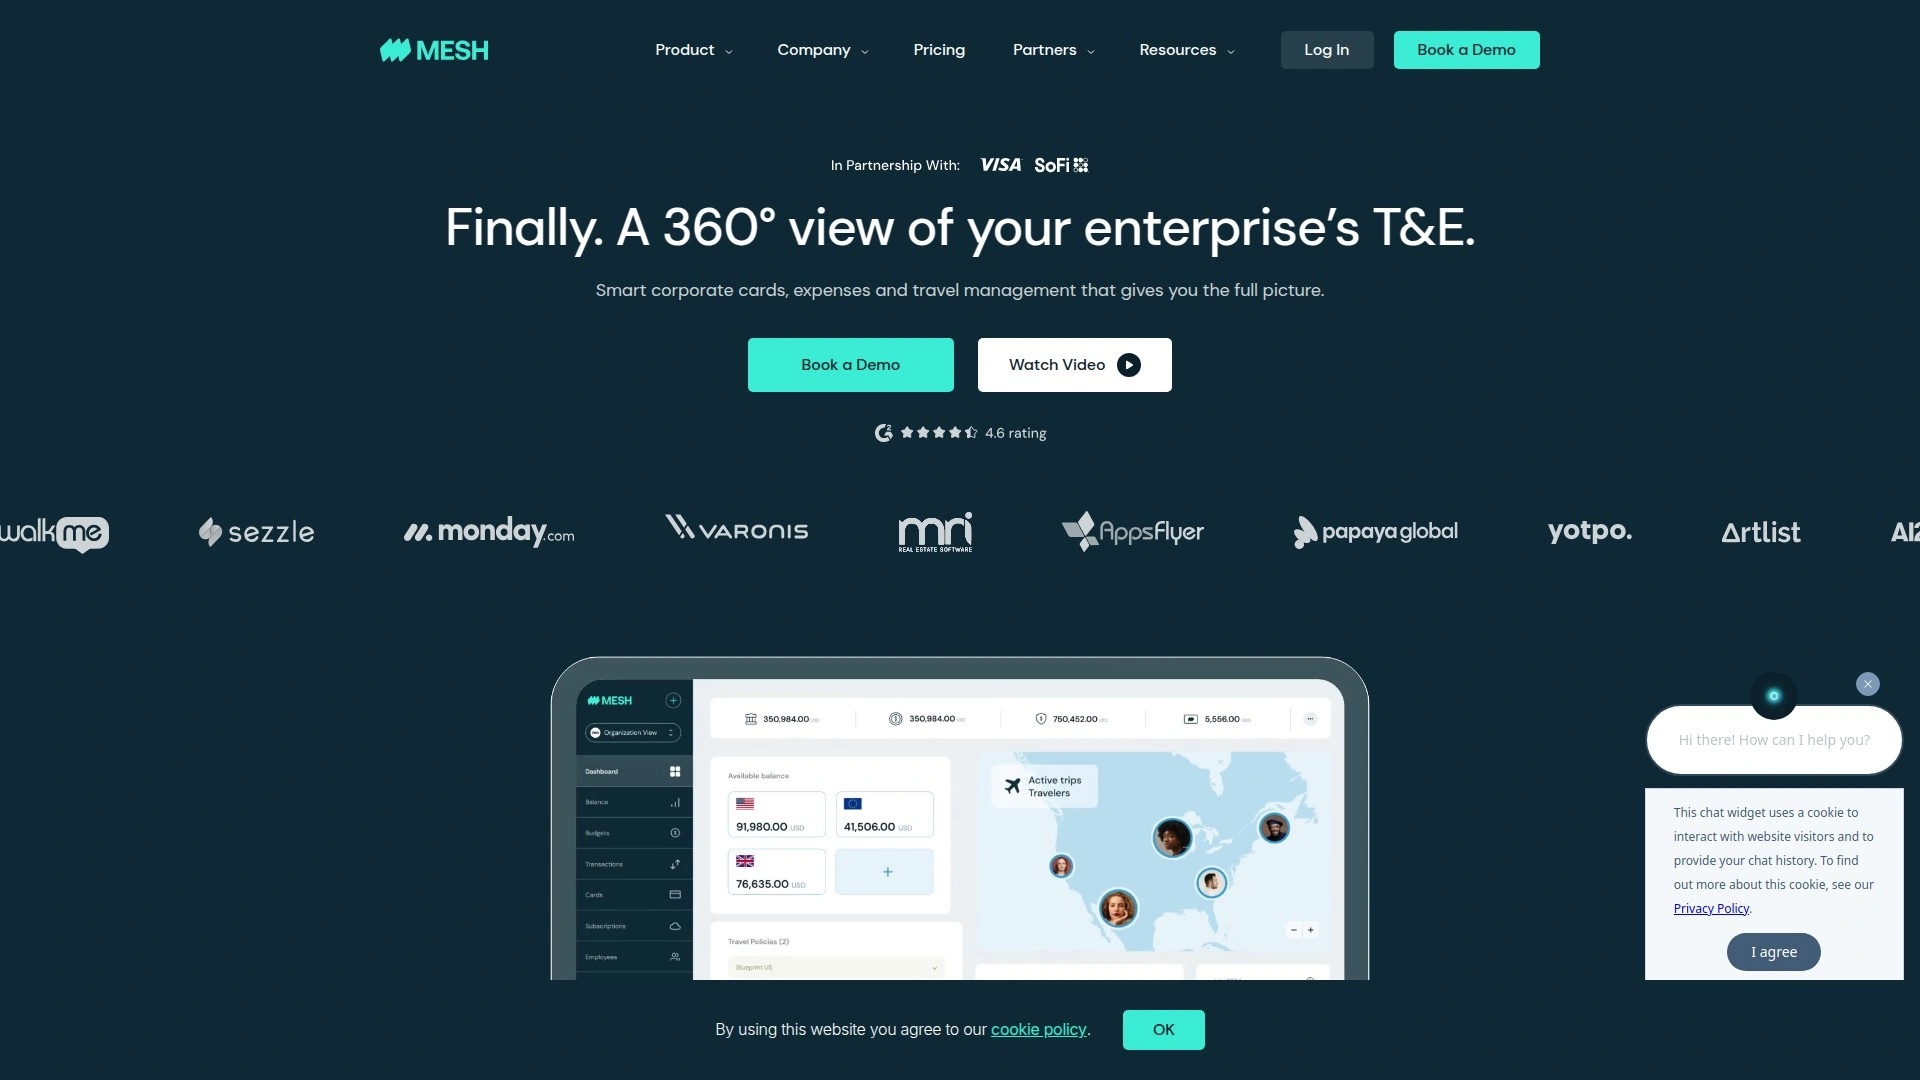 MESH
Product
Company
Pricing
Partners
Resources
Log In
Book a Demo
In Partnership With: VISA SoFi
Finally. A 360° view of your enterprise’s T&E.
Smart corporate cards, expenses and travel management that gives you the full picture.
Book a Demo
Watch Video
4.6 rating
walkme
sezzle
monday.com
VARONIS
mri
REAL ESTATE SOFTWARE
AppsFlyer
papaya global
yotpo.
Artlist
MESH
Organization View
Dashboard
Balance
Budgets
Transactions
Cards
Subscriptions
Employees
350,984.00
350,984.00
750,452.00
5,556.00
Available balance
91,980.00 USD
41,506.00 USD
76,635.00 USD
+
Travel Policies (2)
Blueprint US
Active trips
Travelers
− +
Hi there! How can I help you?
This chat widget uses a cookie to
interact with website visitors and to
provide your chat history. To find
out more about this cookie, see our
Privacy Policy.
I agree
By using this website you agree to our cookie policy.
OK